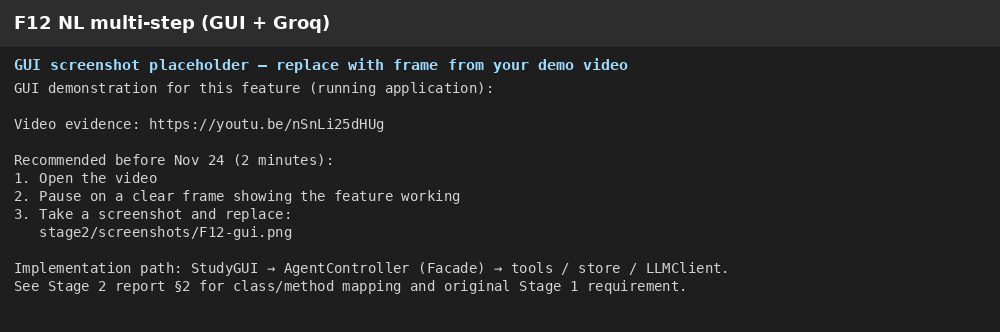 F12 NL multi-step (GUI + Groq)
GUI screenshot placeholder — replace with frame from your demo video
GUI demonstration for this feature (running application):
Video evidence: https://youtu.be/nSnLi25dHUg
Recommended before Nov 24 (2 minutes):
1. Open the video
2. Pause on a clear frame showing the feature working
3. Take a screenshot and replace:
stage2/screenshots/F12-gui.png
Implementation path: StudyGUI → AgentController (Facade) → tools / store / LLMClient.
See Stage 2 report §2 for class/method mapping and original Stage 1 requirement.